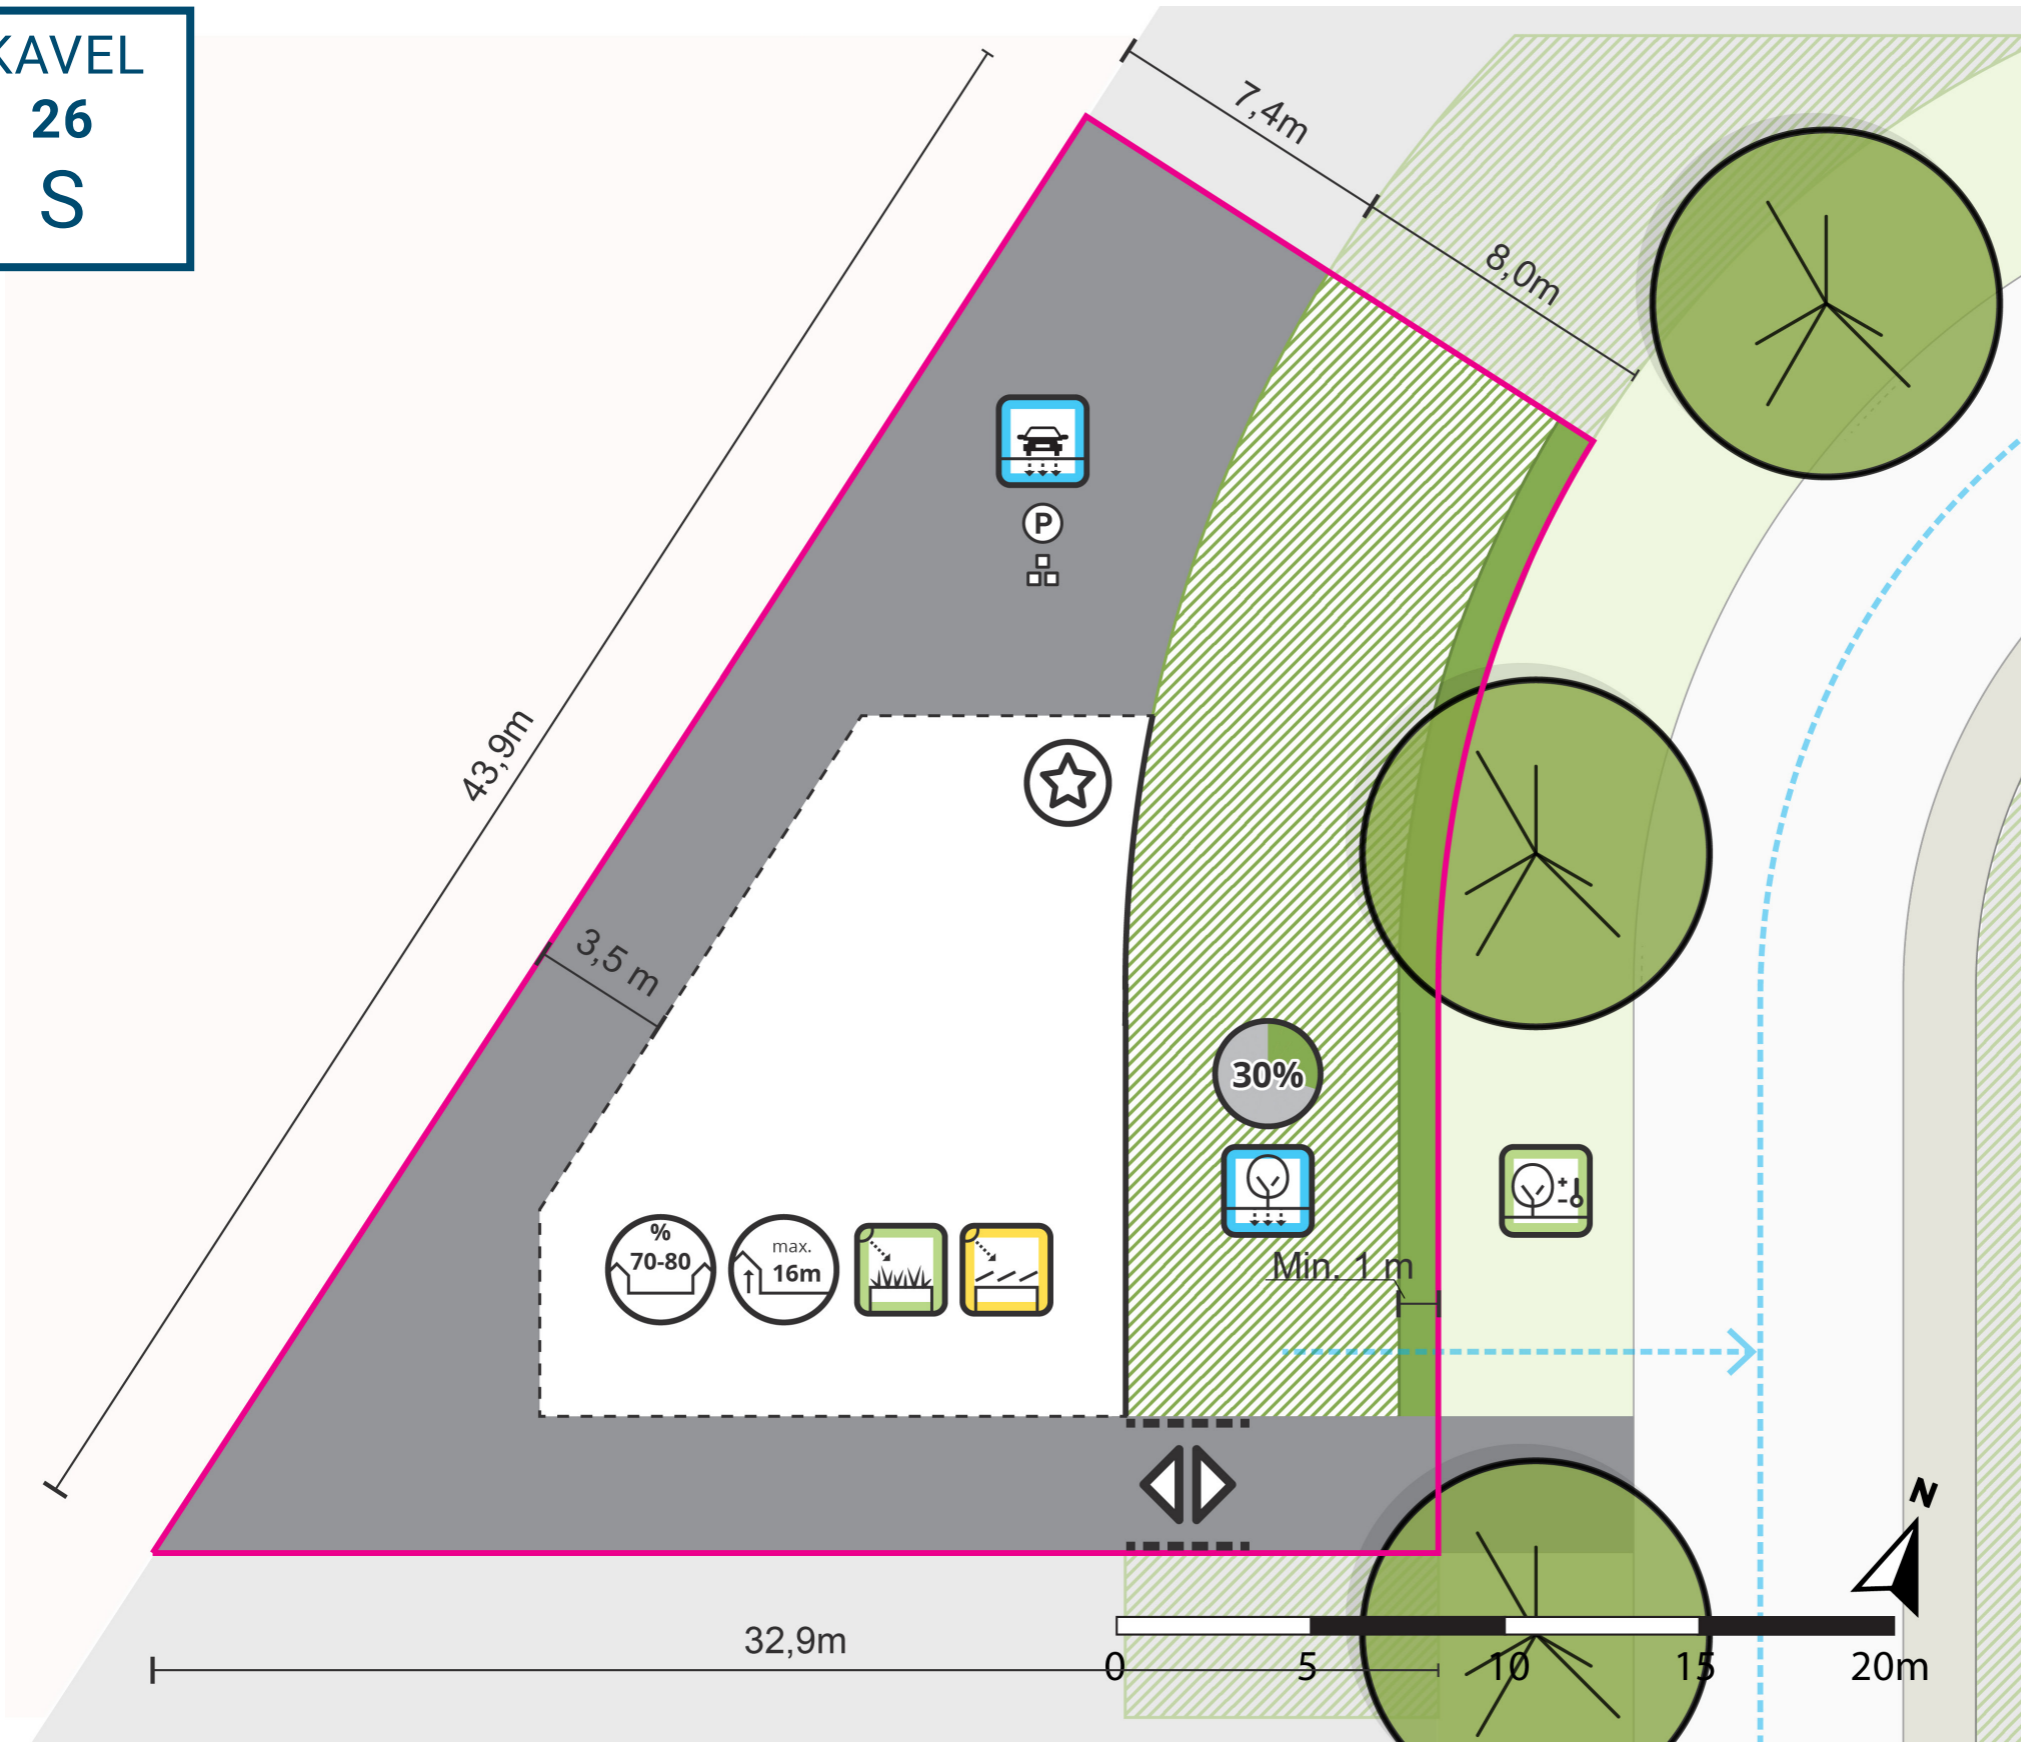 KAVEL
26
S
7,4m
8,0m
P
43,9m
3,5 m
30%
%
70-80
max.
16m
Min. 1 m
N
32,9m
0 5 10 15 20m